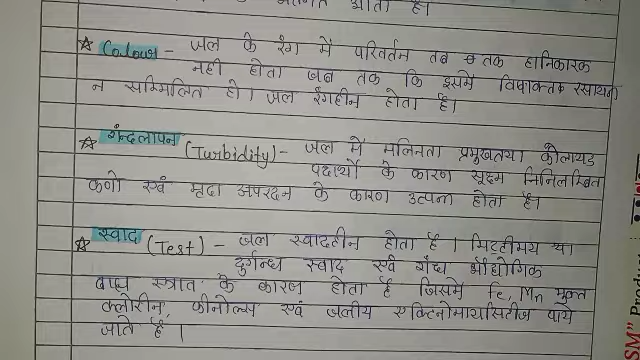 आता है।
☆ Colour - जल के रंग में परिवर्तन तब तक हानिकारक
नही होता जब तक कि इसमें विषाक्तक रसायन
न सम्मिलित हो। जल रंगहीन होता है।
☆ गंदलापन (Turbidity) - जल में मलिनता प्रमुखतया कोलायड
पदार्थो के कारण सूक्ष्म निलिम्बित
कणो एवं मृदा अपरदन के कारण उत्पन्न होता है।
☆ स्वाद (Test) - जल स्वादहीन होता है। मिट्टीमय या
दुर्गन्ध स्वाद एवं गंध औद्योगिक
के कारण होता है जिसमे Fe, Mn मुक्त
क्लोरीन, फीनोल्स एवं जलीय एक्टिनोमायसिटीज पाये
जाते है।